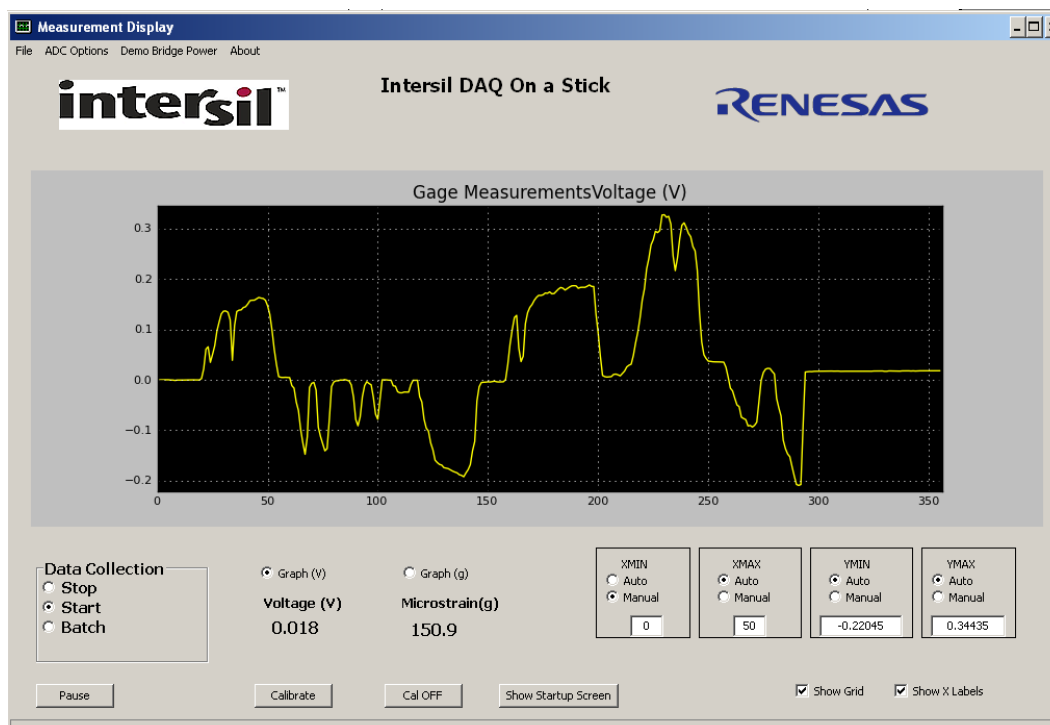 Measurement Display
File ADC Options Demo Bridge Power About
intersil™
Intersil DAQ On a Stick
RENESAS
Gage MeasurementsVoltage (V)
0.3
0.2
0.1
0.0
−0.1
−0.2
0 50 100 150 200 250 300 350
Data Collection
Stop
Start
Batch
Graph (V)
Voltage (V)
0.018
Graph (g)
Microstrain(g)
150.9
XMIN
Auto
Manual
0
XMAX
Auto
Manual
50
YMIN
Auto
Manual
-0.22045
YMAX
Auto
Manual
0.34435
Pause
Calibrate
Cal OFF
Show Startup Screen
Show Grid
Show X Labels